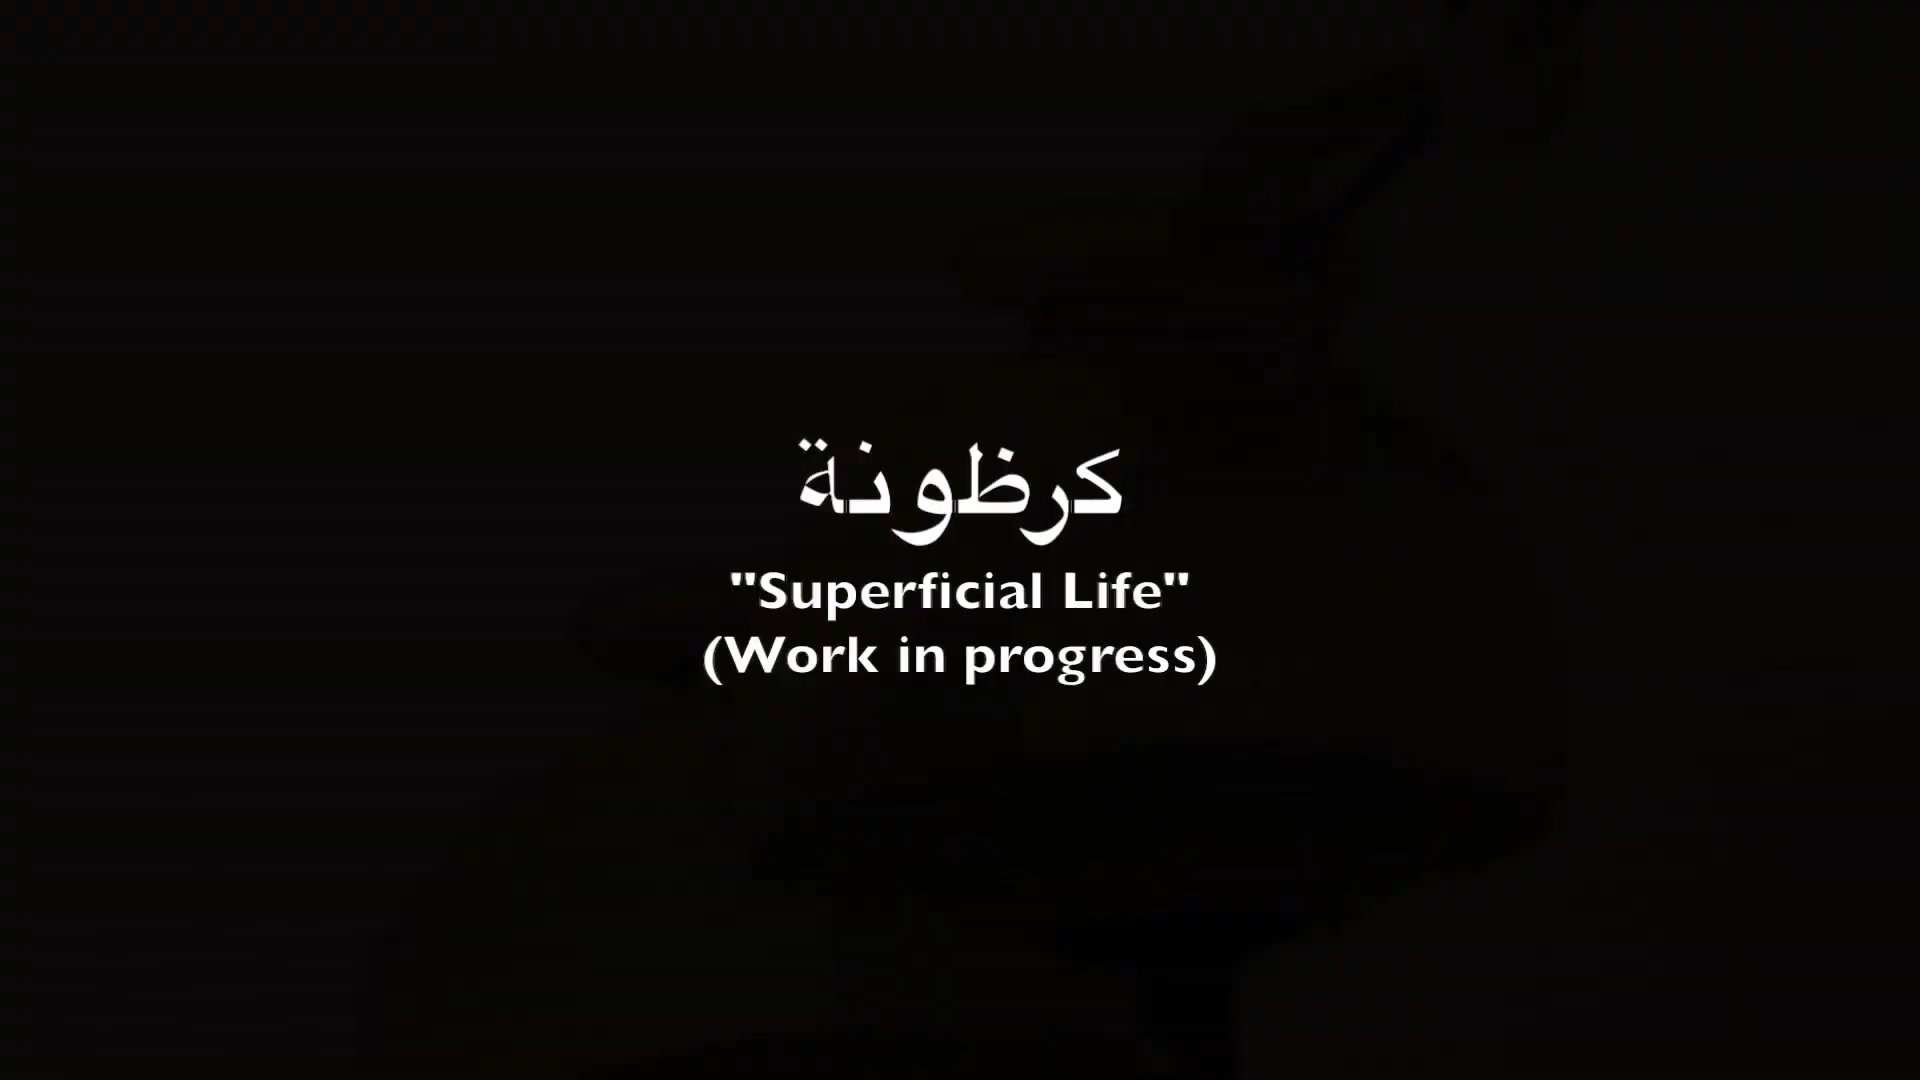 كرظونة
"Superficial Life"
(Work in progress)